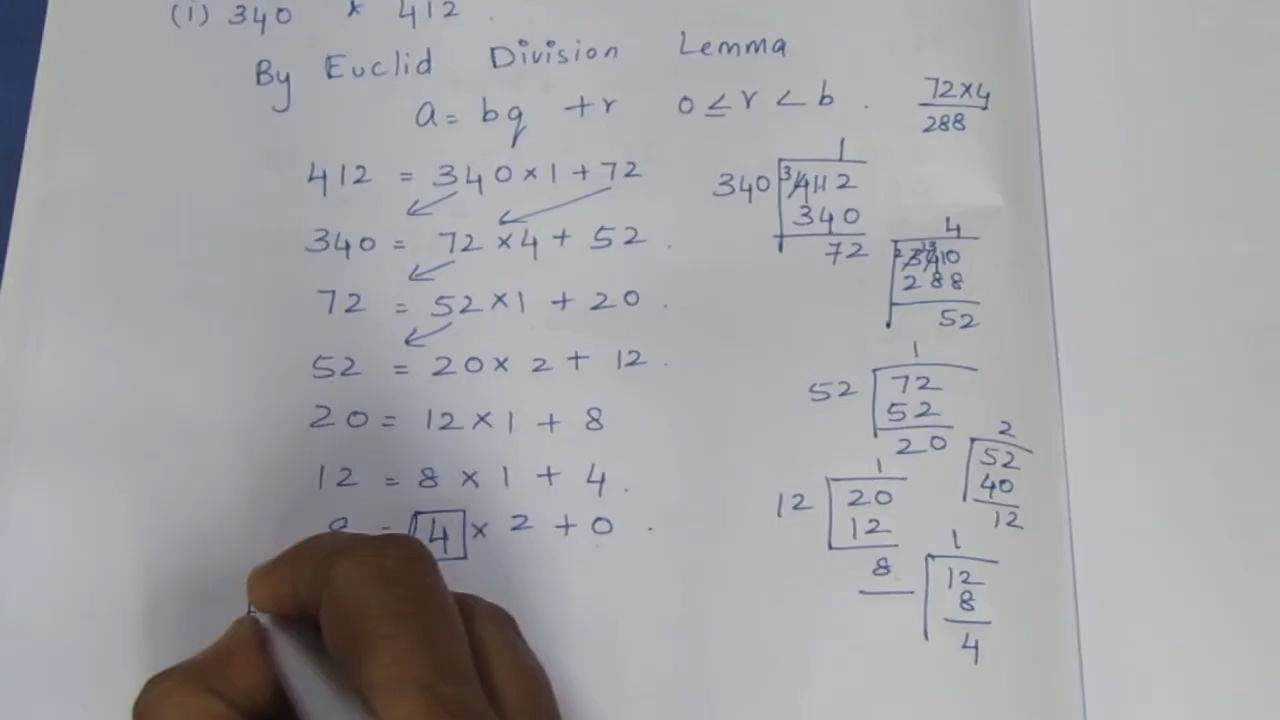 (i) 340 & 412.
By Euclid Division Lemma
a = bq + r 0 ≤ r < b.
412 = 340 × 1 + 72
340 = 72 × 4 + 52.
72 = 52 × 1 + 20.
52 = 20 × 2 + 12.
20 = 12 × 1 + 8
12 = 8 × 1 + 4.
8 = 4 × 2 + 0.
72×4
288
1
340 412
340
72
4
340
288
52
1
52 72
52
20
2
52
40
12
1
12 20
12
8
1
12
8
4